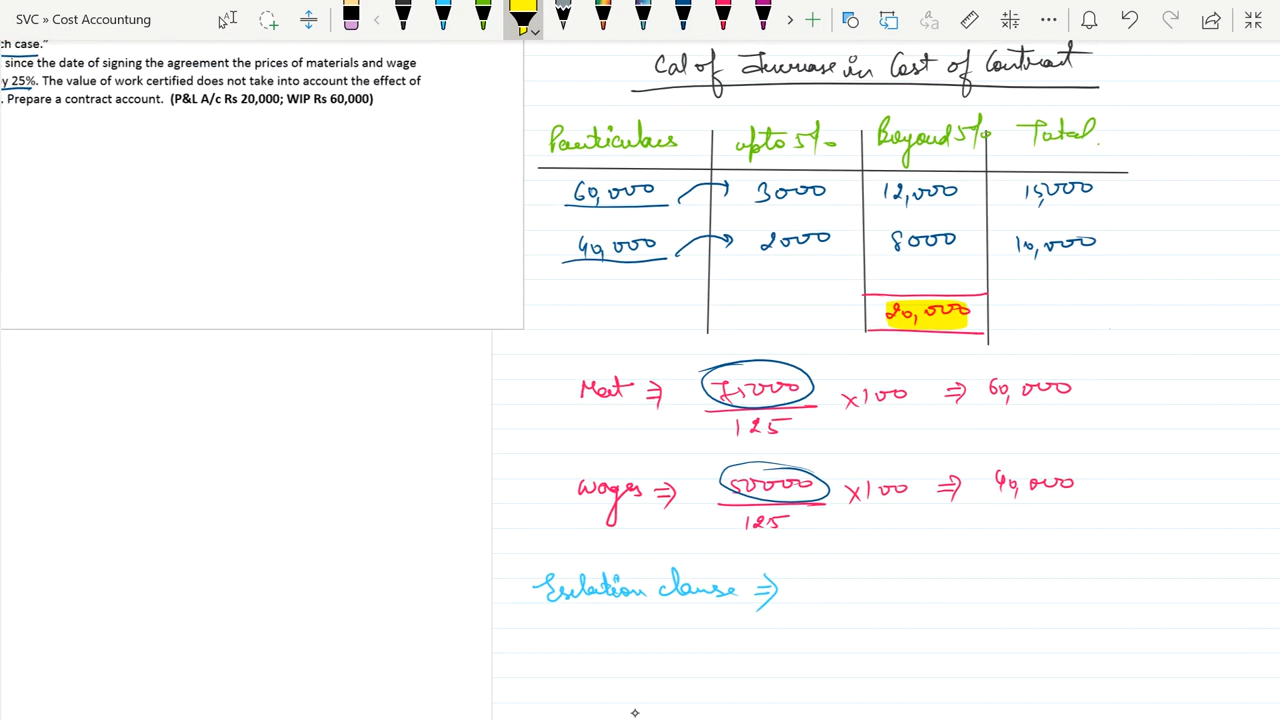 SVC » Cost Accountung
ch case."
since the date of signing the agreement the prices of materials and wage
y 25%. The value of work certified does not take into account the effect of
. Prepare a contract account. (P&L A/c Rs 20,000; WIP Rs 60,000)
Cal of Increase in Cost of Contract
Particulars upto 5% Beyond 5% Total.
60,000 3000 12,000 15,000
40,000 2000 8000 10,000
20,000
Mat ⇒ 75000 / 125 ×100 ⇒ 60,000
Wages ⇒ 50000 / 125 ×100 ⇒ 40,000
Eslation clause ⇒